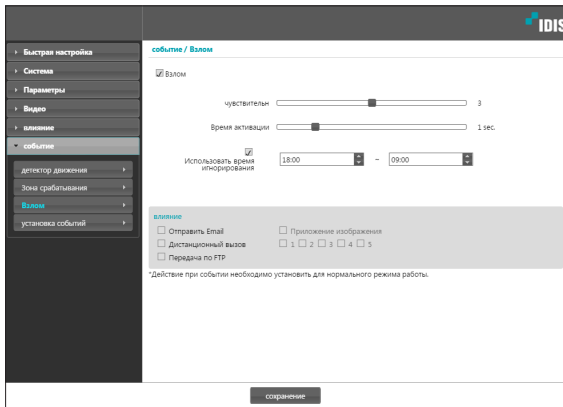 IDIS
Быстрая настройка
Система
Параметры
Видео
влияние
событие
детектор движения
Зона срабатывания
Взлом
установка событий
событие / Взлом
Взлом
чувствительн 3
Время активации 1 sec.
Использовать время
игнорирования
18:00 – 09:00
влияние
Отправить Email Приложение изображения
Дистанционный вызов 1 2 3 4 5
Передача по FTP
*Действие при событии необходимо установить для нормального режима работы.
сохранение